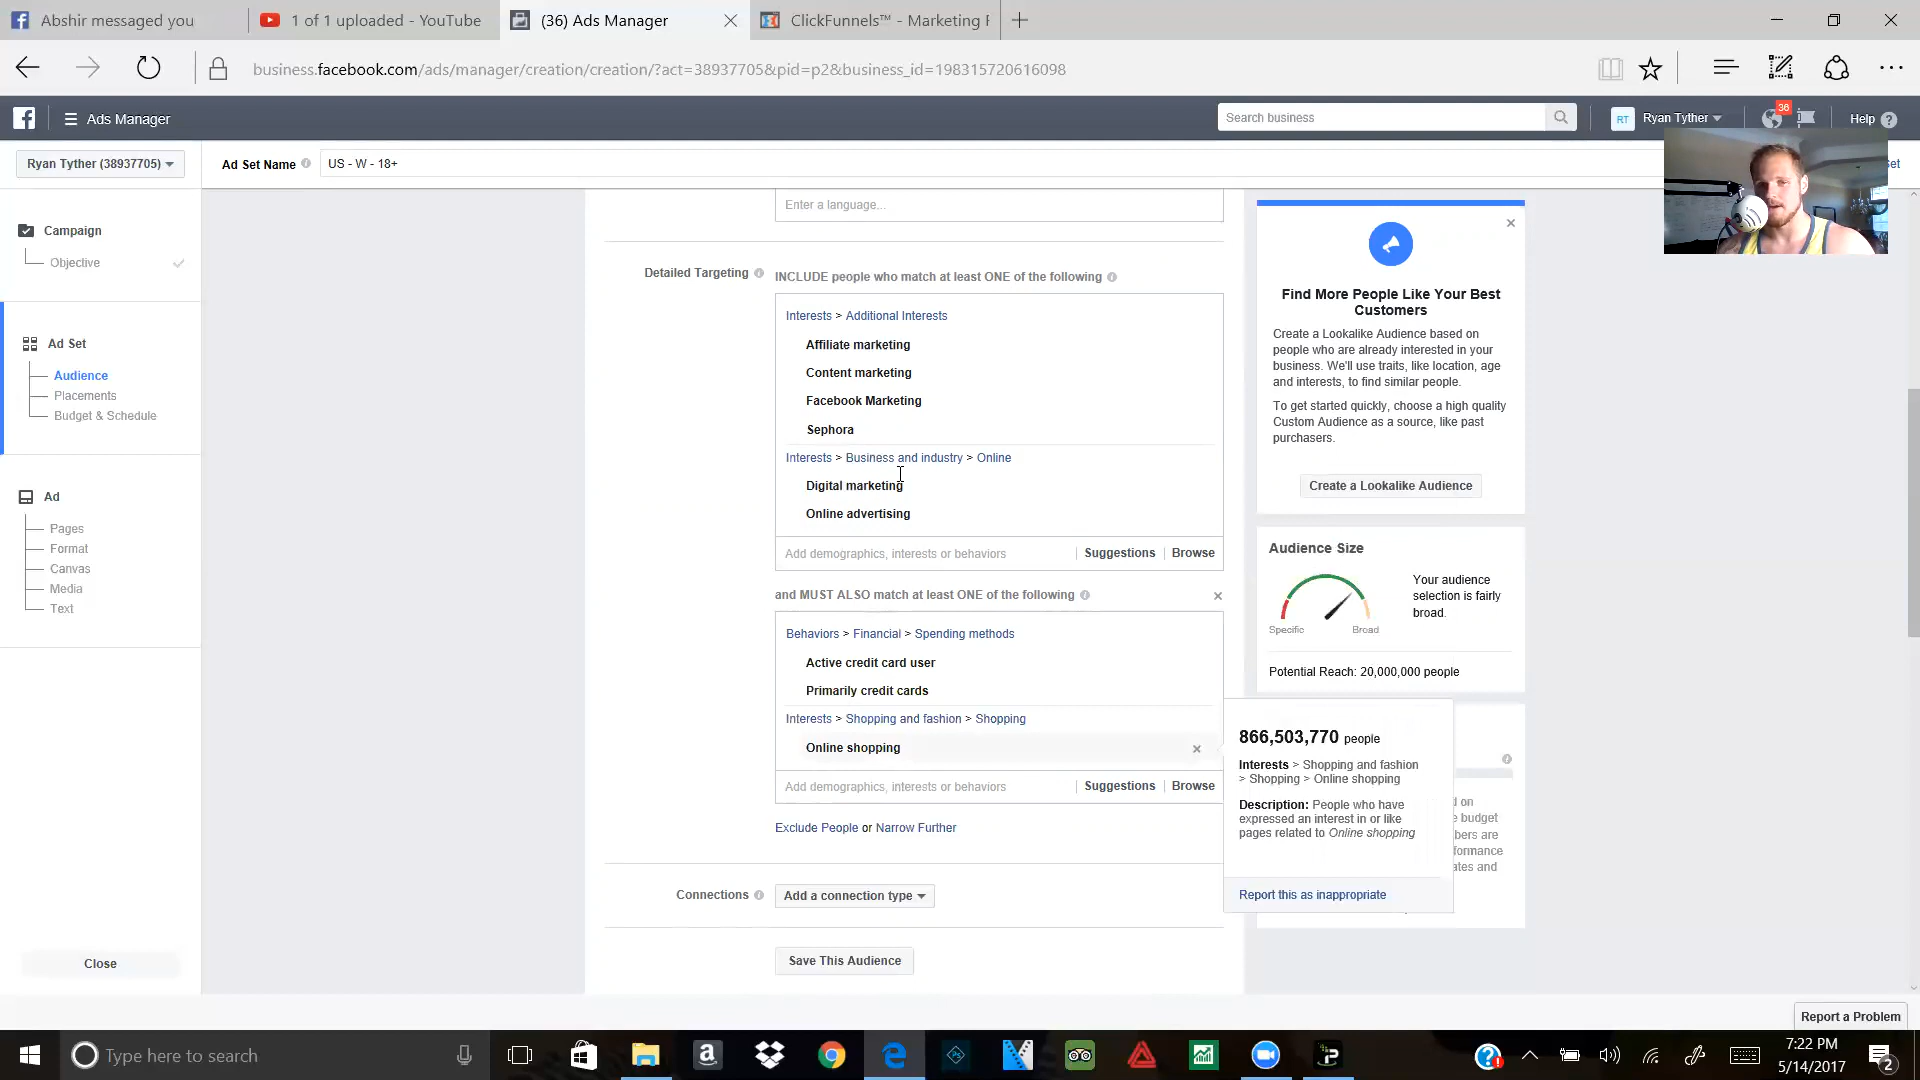 Abshir messaged you
1 of 1 uploaded - YouTube
(36) Ads Manager
ClickFunnels™ - Marketing F
business.facebook.com/ads/manager/creation/creation/?act=38937705&pid=p2&business_id=198315720616098
Ads Manager
Search business
RT
Ryan Tyther
36
Help
Ryan Tyther (38937705)
Ad Set Name
US - W - 18+
Set
Campaign
Objective
Ad Set
Audience
Placements
Budget & Schedule
Ad
Pages
Format
Canvas
Media
Text
Close
Enter a language...
Detailed Targeting
INCLUDE people who match at least ONE of the following
Interests > Additional Interests
Affiliate marketing
Content marketing
Facebook Marketing
Sephora
Interests > Business and industry > Online
Digital marketing
Online advertising
Add demographics, interests or behaviors
Suggestions
Browse
and MUST ALSO match at least ONE of the following
Behaviors > Financial > Spending methods
Active credit card user
Primarily credit cards
Interests > Shopping and fashion > Shopping
Online shopping
Add demographics, interests or behaviors
Suggestions
Browse
Exclude People or Narrow Further
Connections
Add a connection type
Save This Audience
Find More People Like Your Best
Customers
Create a Lookalike Audience based on
people who are already interested in your
business. We'll use traits, like location, age
and interests, to find similar people.
To get started quickly, choose a high quality
Custom Audience as a source, like past
purchasers.
Create a Lookalike Audience
Audience Size
Your audience
selection is fairly
broad.
Specific
Broad
Potential Reach: 20,000,000 people
866,503,770 people
Interests > Shopping and fashion
> Shopping > Online shopping
Description: People who have
expressed an interest in or like
pages related to Online shopping
Report this as inappropriate
d on
e budget
bers are
formance
ates and
Report a Problem
Type here to search
7:22 PM
5/14/2017
2